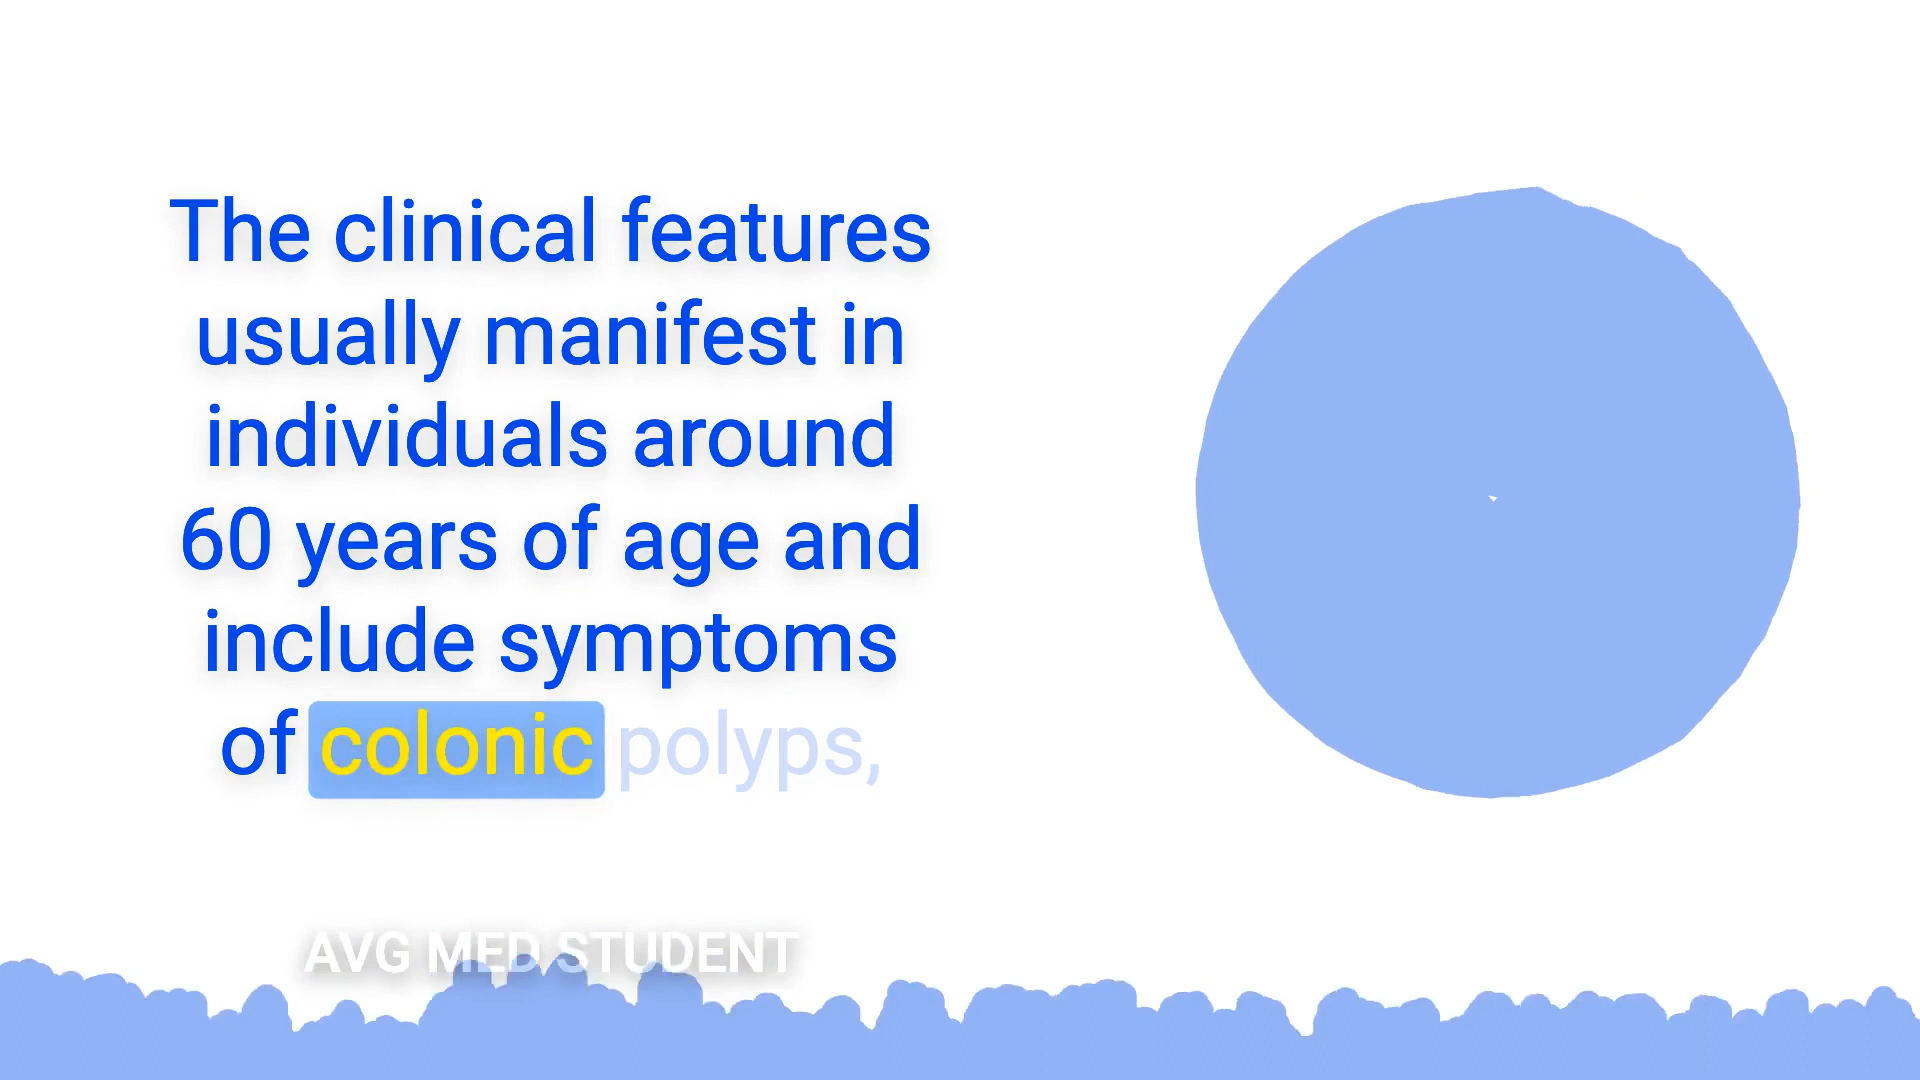 The clinical features
usually manifest in
individuals around
60 years of age and
include symptoms
of colonic polyps,
AVG MED STUDENT